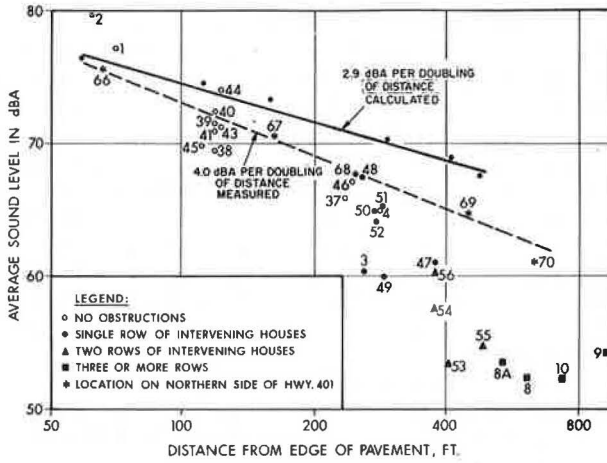 80
70
60
50
AVERAGE SOUND LEVEL IN dBA
2
1
66
44
40
39
41
43
45
38
67
2.9 dBA PER DOUBLING
OF DISTANCE
CALCULATED
4.0 dBA PER DOUBLING
OF DISTANCE
MEASURED
68
48
46
37
51
50
4
52
69
3
49
47
56
70
54
53
55
8A
8
10
9
LEGEND:
○ NO OBSTRUCTIONS
• SINGLE ROW OF INTERVENING HOUSES
▲ TWO ROWS OF INTERVENING HOUSES
■ THREE OR MORE ROWS
* LOCATION ON NORTHERN SIDE OF HWY. 401
50
100
200
400
800
DISTANCE FROM EDGE OF PAVEMENT, FT.